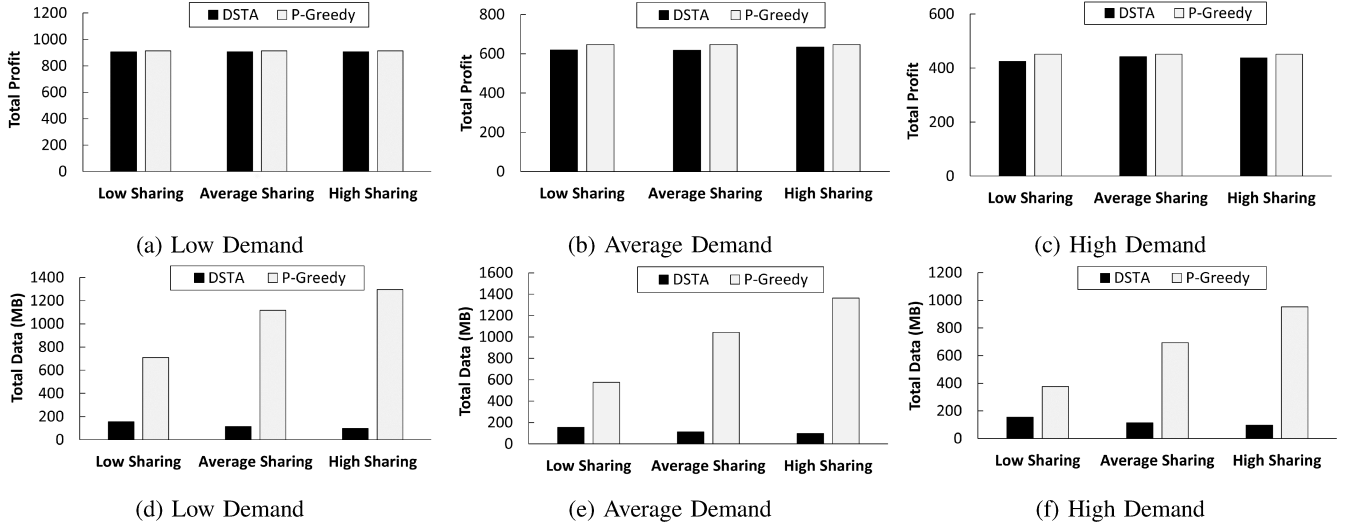 DSTA P-Greedy
Total Profit
1200
1000
800
600
400
200
0
Low Sharing Average Sharing High Sharing
(a) Low Demand
DSTA P-Greedy
Total Profit
800
600
400
200
0
Low Sharing Average Sharing High Sharing
(b) Average Demand
DSTA P-Greedy
Total Profit
600
400
200
0
Low Sharing Average Sharing High Sharing
(c) High Demand
DSTA P-Greedy
Total Data (MB)
1400
1200
1000
800
600
400
200
0
Low Sharing Average Sharing High Sharing
(d) Low Demand
DSTA P-Greedy
Total Data (MB)
1600
1400
1200
1000
800
600
400
200
0
Low Sharing Average Sharing High Sharing
(e) Average Demand
DSTA P-Greedy
Total Data (MB)
1200
1000
800
600
400
200
0
Low Sharing Average Sharing High Sharing
(f) High Demand